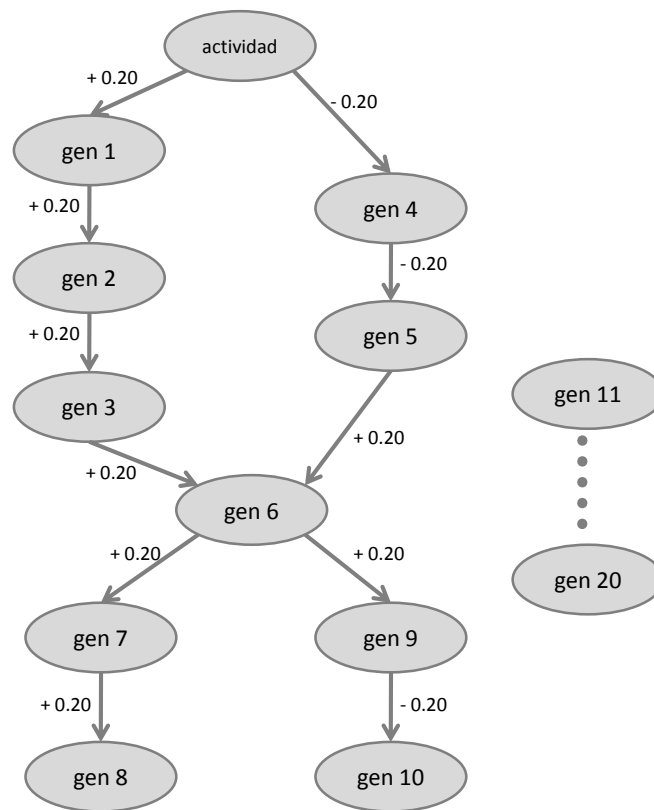 actividad
+ 0.20
- 0.20
gen 1
+ 0.20
gen 4
- 0.20
gen 2
+ 0.20
gen 5
gen 3
gen 11
+ 0.20
+ 0.20
gen 6
+ 0.20
+ 0.20
gen 20
gen 7
gen 9
+ 0.20
- 0.20
gen 8
gen 10